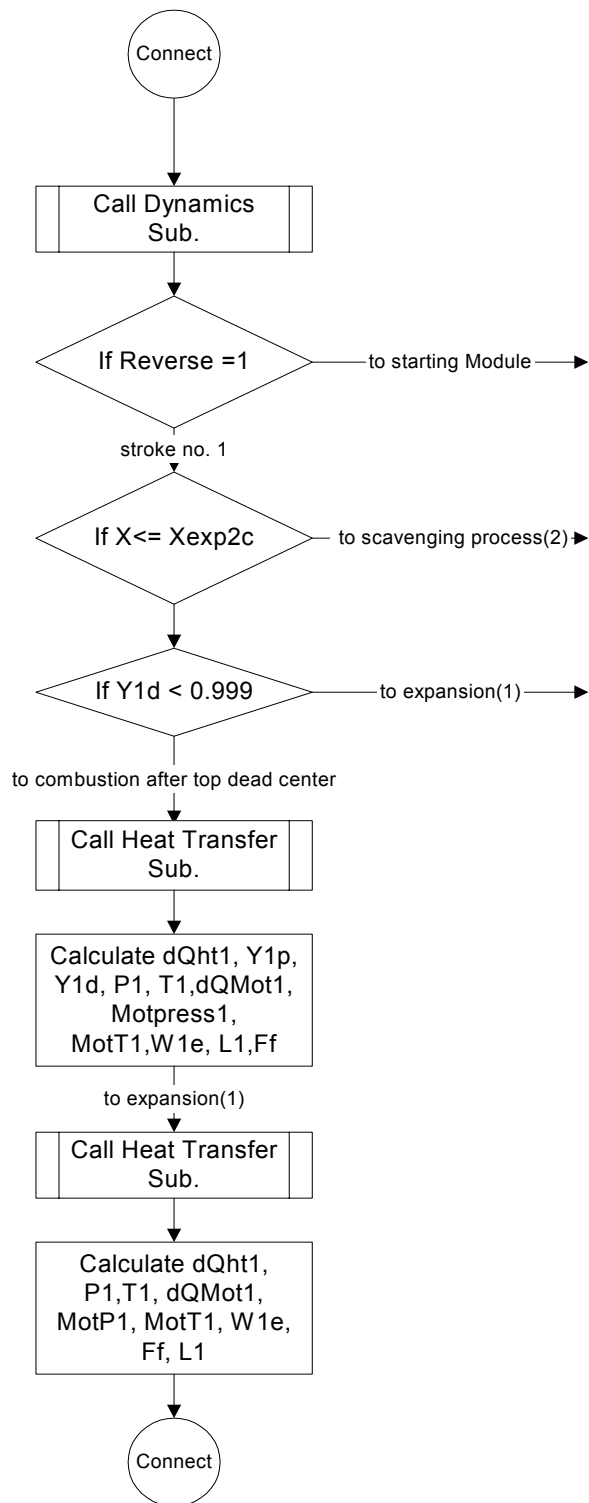 Connect
Call Dynamics
Sub.
If Reverse =1
to starting Module
stroke no. 1
If X<= Xexp2c
to scavenging process(2)
If Y1d < 0.999
to expansion(1)
to combustion after top dead center
Call Heat Transfer
Sub.
Calculate dQht1, Y1p,
Y1d, P1, T1,dQMot1,
Motpress1,
MotT1,W1e, L1,Ff
to expansion(1)
Call Heat Transfer
Sub.
Calculate dQht1,
P1,T1, dQMot1,
MotP1, MotT1, W1e,
Ff, L1
Connect